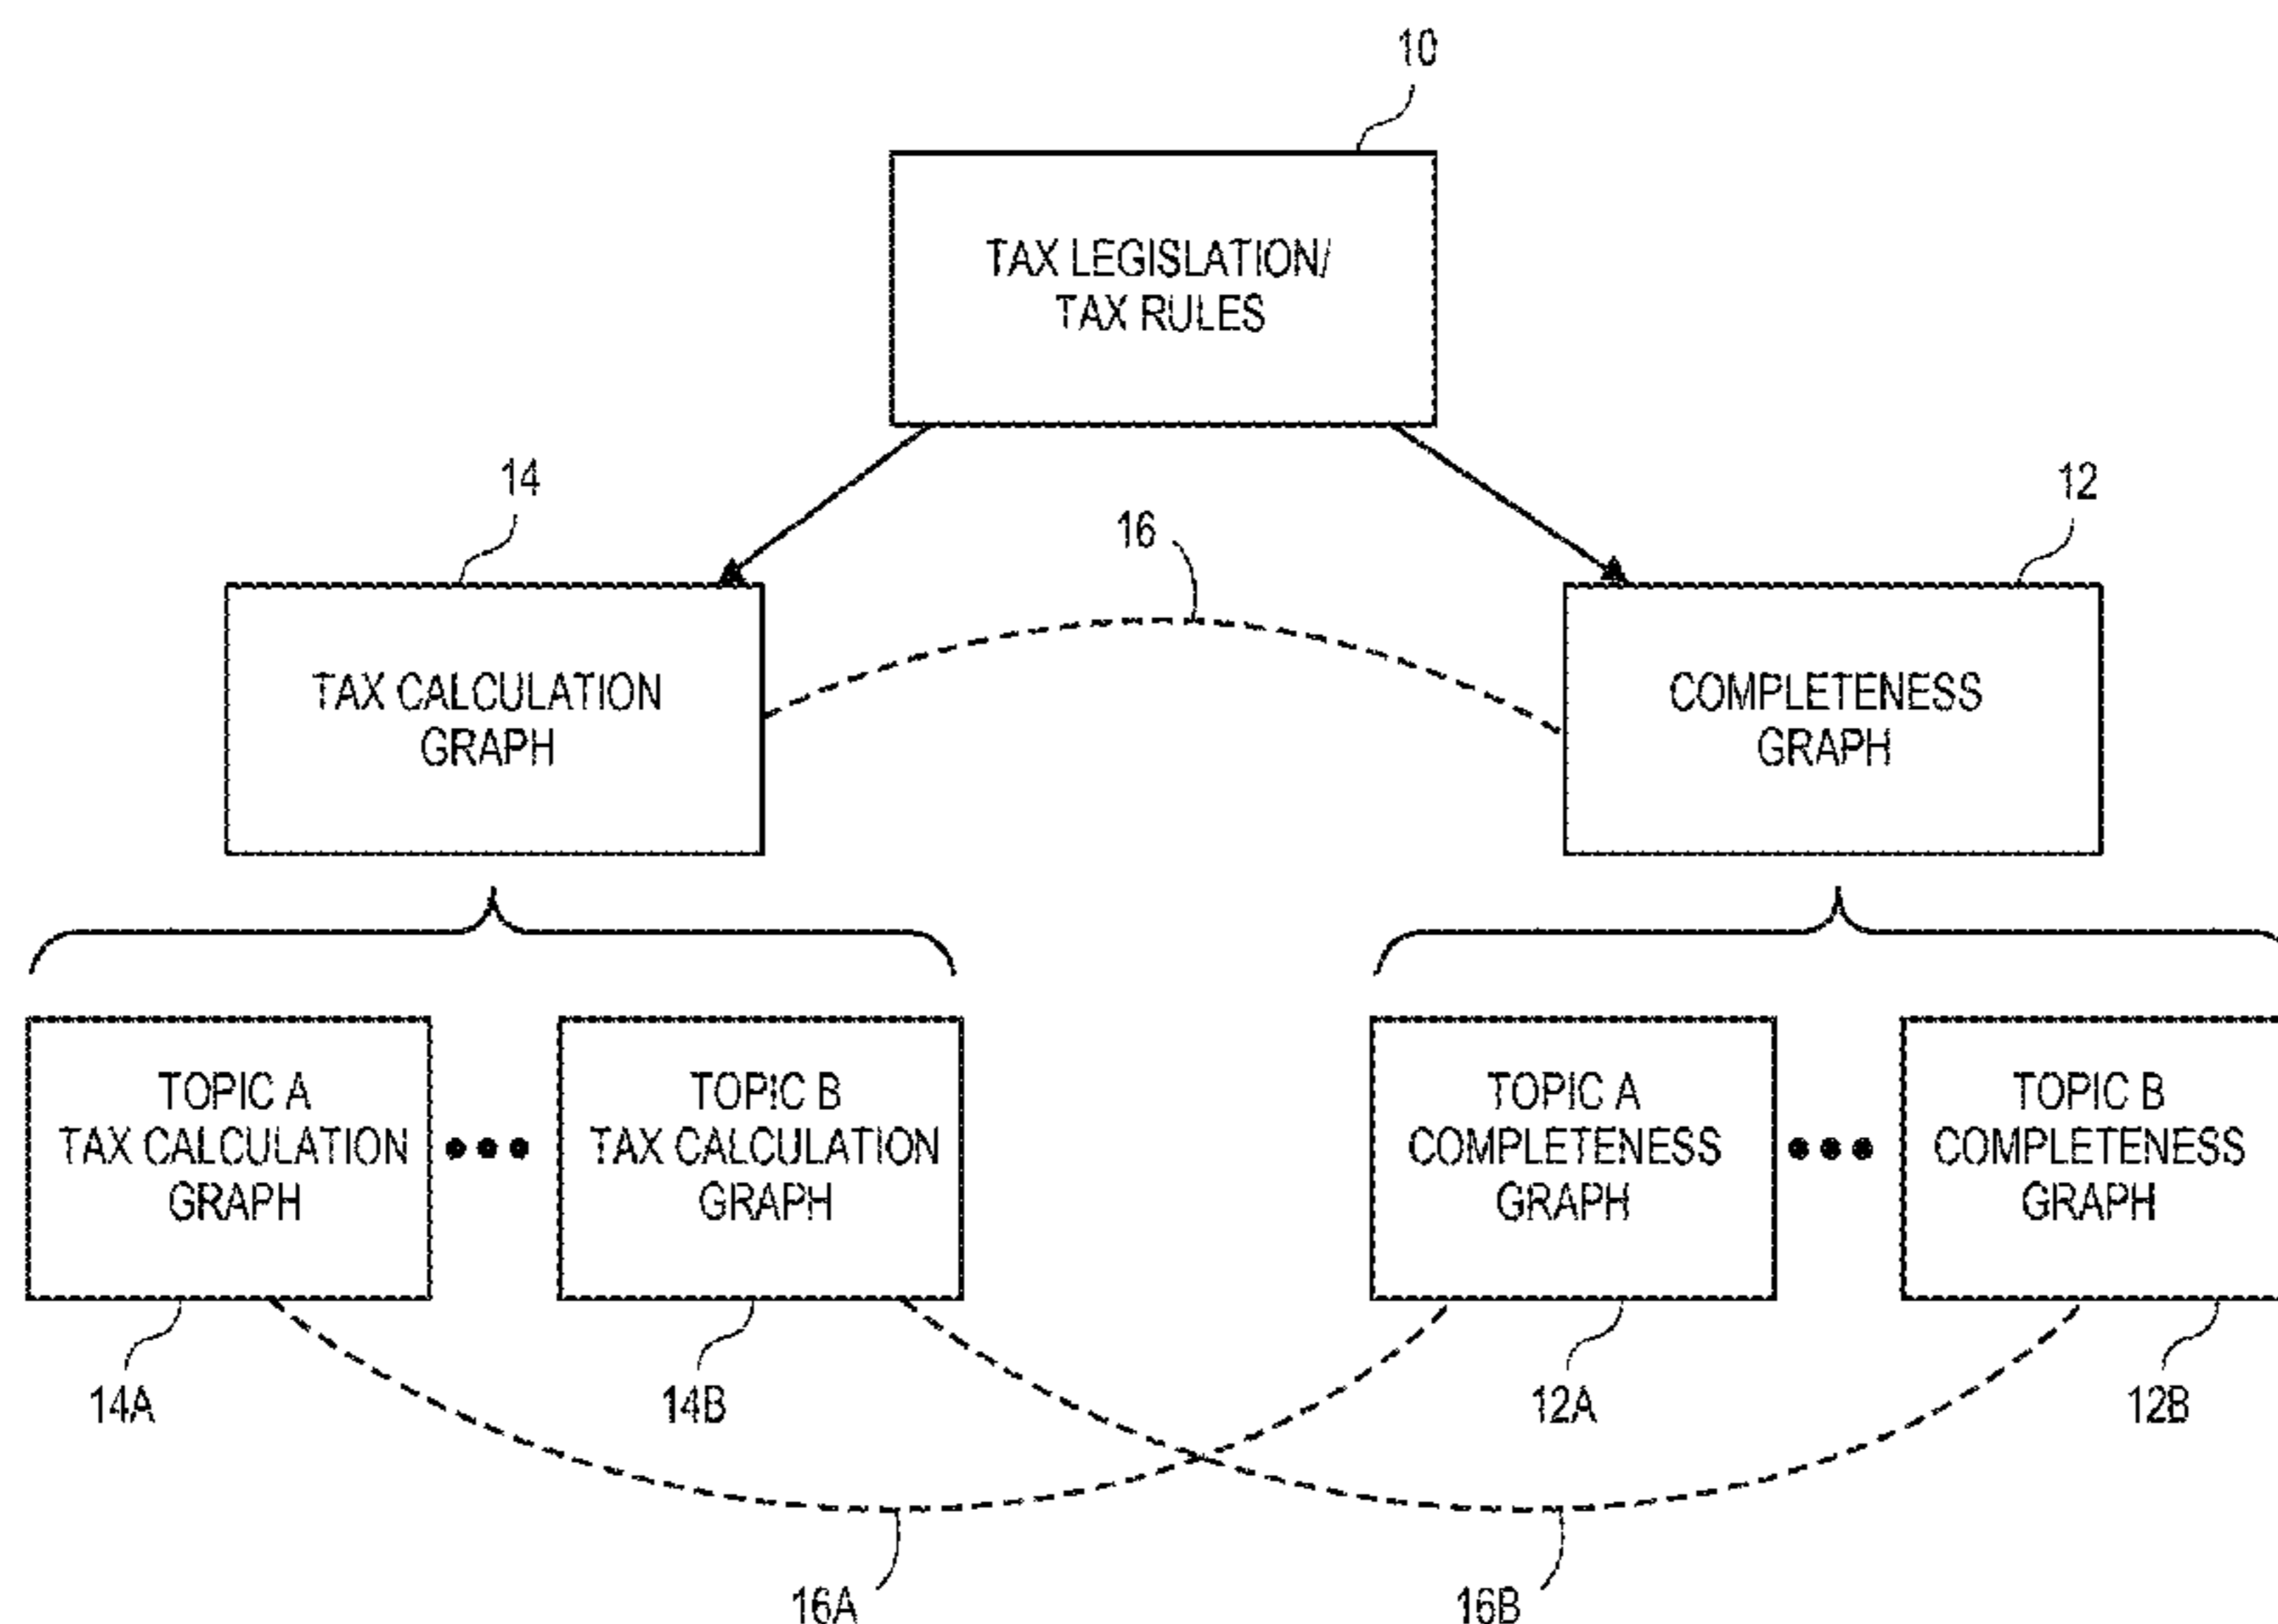 10
TAX LEGISLATION/
TAX RULES
14
16
12
TAX CALCULATION
GRAPH
COMPLETENESS
GRAPH
TOPIC A
TAX CALCULATION
GRAPH
TOPIC B
TAX CALCULATION
GRAPH
TOPIC A
COMPLETENESS
GRAPH
TOPIC B
COMPLETENESS
GRAPH
14A
14B
12A
12B
16A
16B